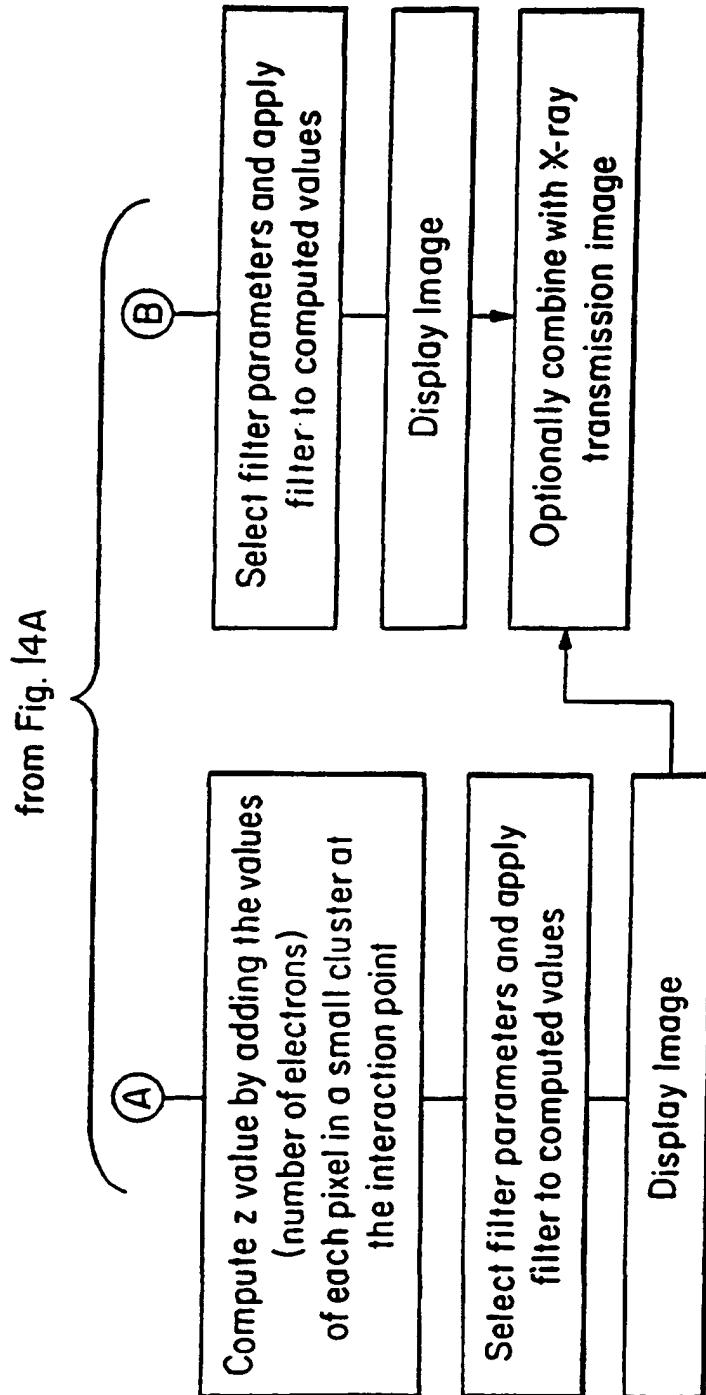 from Fig. 14A
A
Compute z value by adding the values
(number of electrons)
of each pixel in a small cluster at
the interaction point
Select filter parameters and apply
filter to computed values
Display Image
B
Select filter parameters and apply
filter to computed values
Display Image
Optionally combine with X-ray
transmission image